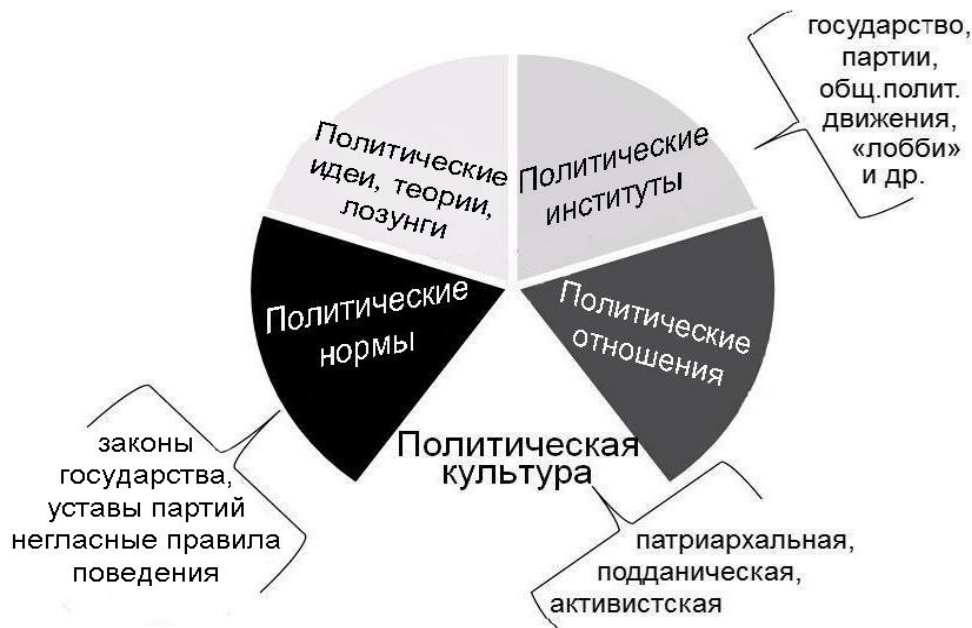 государство,
партии,
общ.полит.
движения,
«лобби»
и др.
Политические
идеи, теории,
лозунги
Политические
институты
Политические
нормы
Политические
отношения
Политическая
культура
законы
государства,
уставы партий
негласные правила
поведения
патриархальная,
подданическая,
активистская